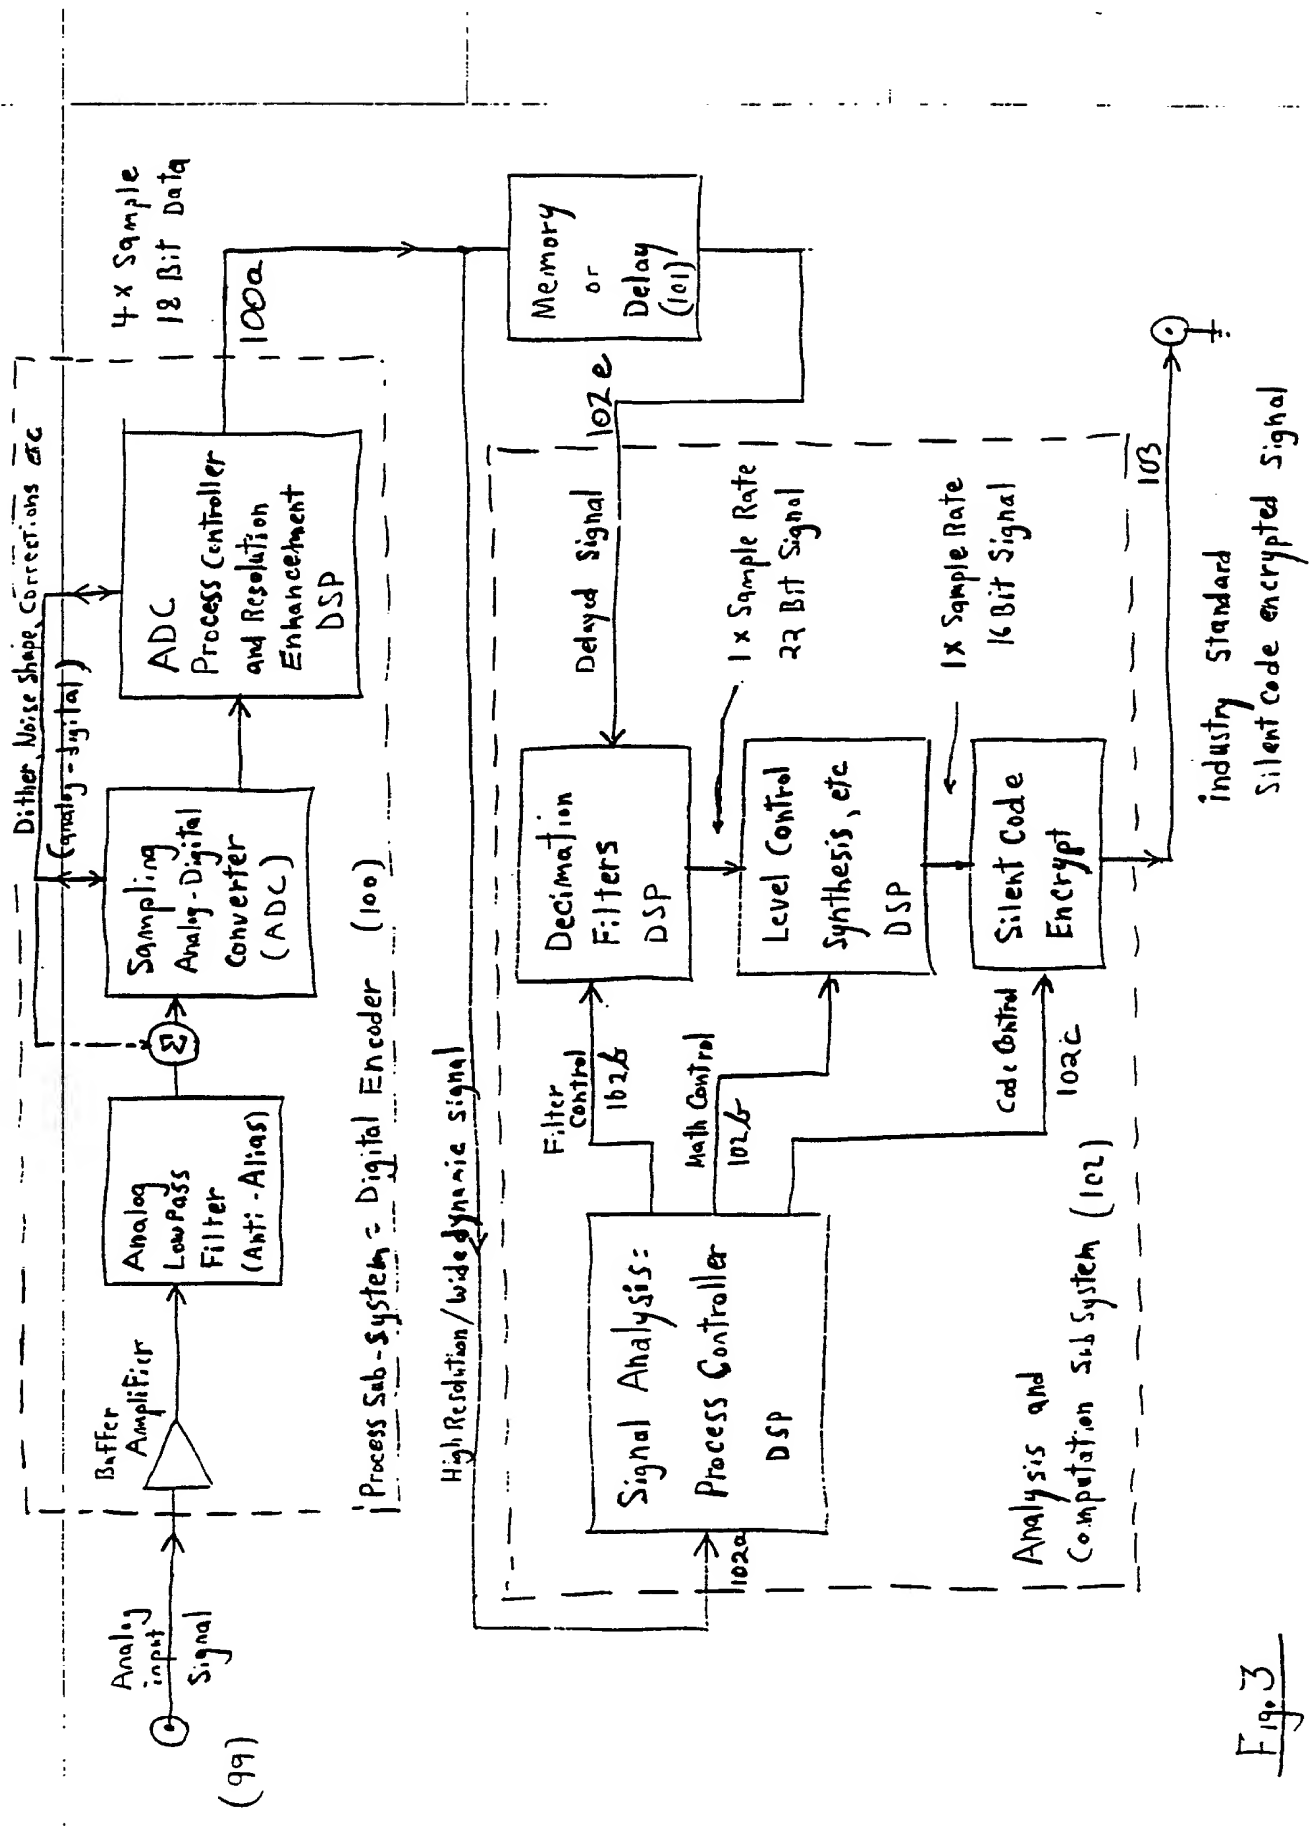 Dither, Noise Shape, Corrections etc
(analog-digital)
4x Sample
18 Bit Data
100a
Analog
input
Signal
(99)
Buffer
Amplifier
Analog
LowPass
Filter
(Anti-Alias)
Σ
Sampling
Analog-Digital
Converter
(ADC)
ADC
Process Controller
and Resolution
Enhancement
DSP
Process Sub-System = Digital Encoder (100)
High Resolution/Wide dynamic signal
Memory
or
Delay
(101)
102e
Delayed Signal
102a
Signal Analysis:
Process Controller
DSP
Filter
Control
102b
Math Control
102b
Code Control
102c
Decimation
Filters
DSP
1x Sample Rate
22 Bit Signal
Level Control
Synthesis, etc
DSP
1x Sample Rate
16 Bit Signal
Silent Code
Encrypt
103
Analysis and
Computation Sub System (102)
industry Standard
Silent Code encrypted Signal
Fig. 3